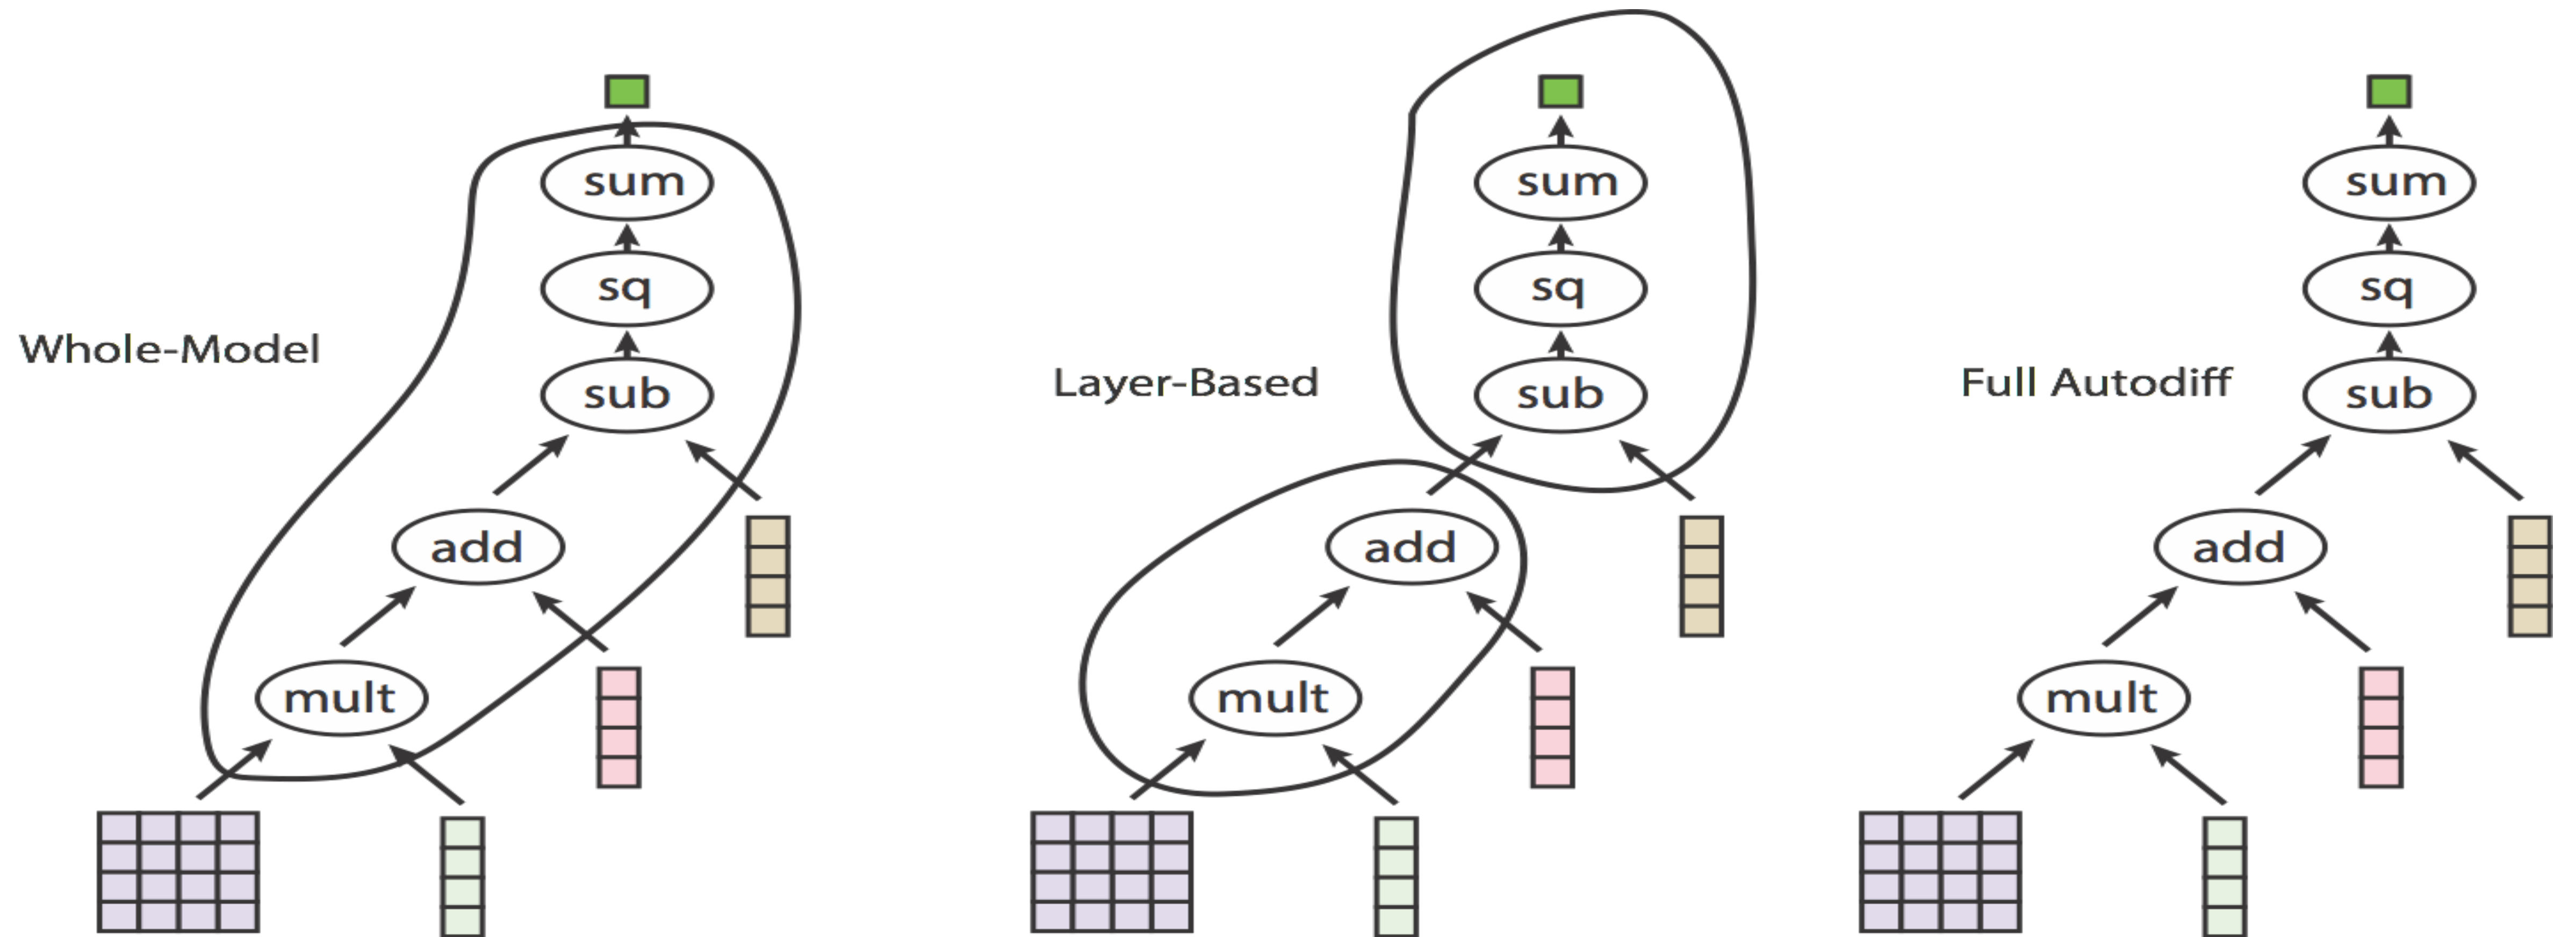 Whole-Model
sum
sq
sub
add
mult
Layer-Based
sum
sq
sub
add
mult
Full Autodiff
sum
sq
sub
add
mult